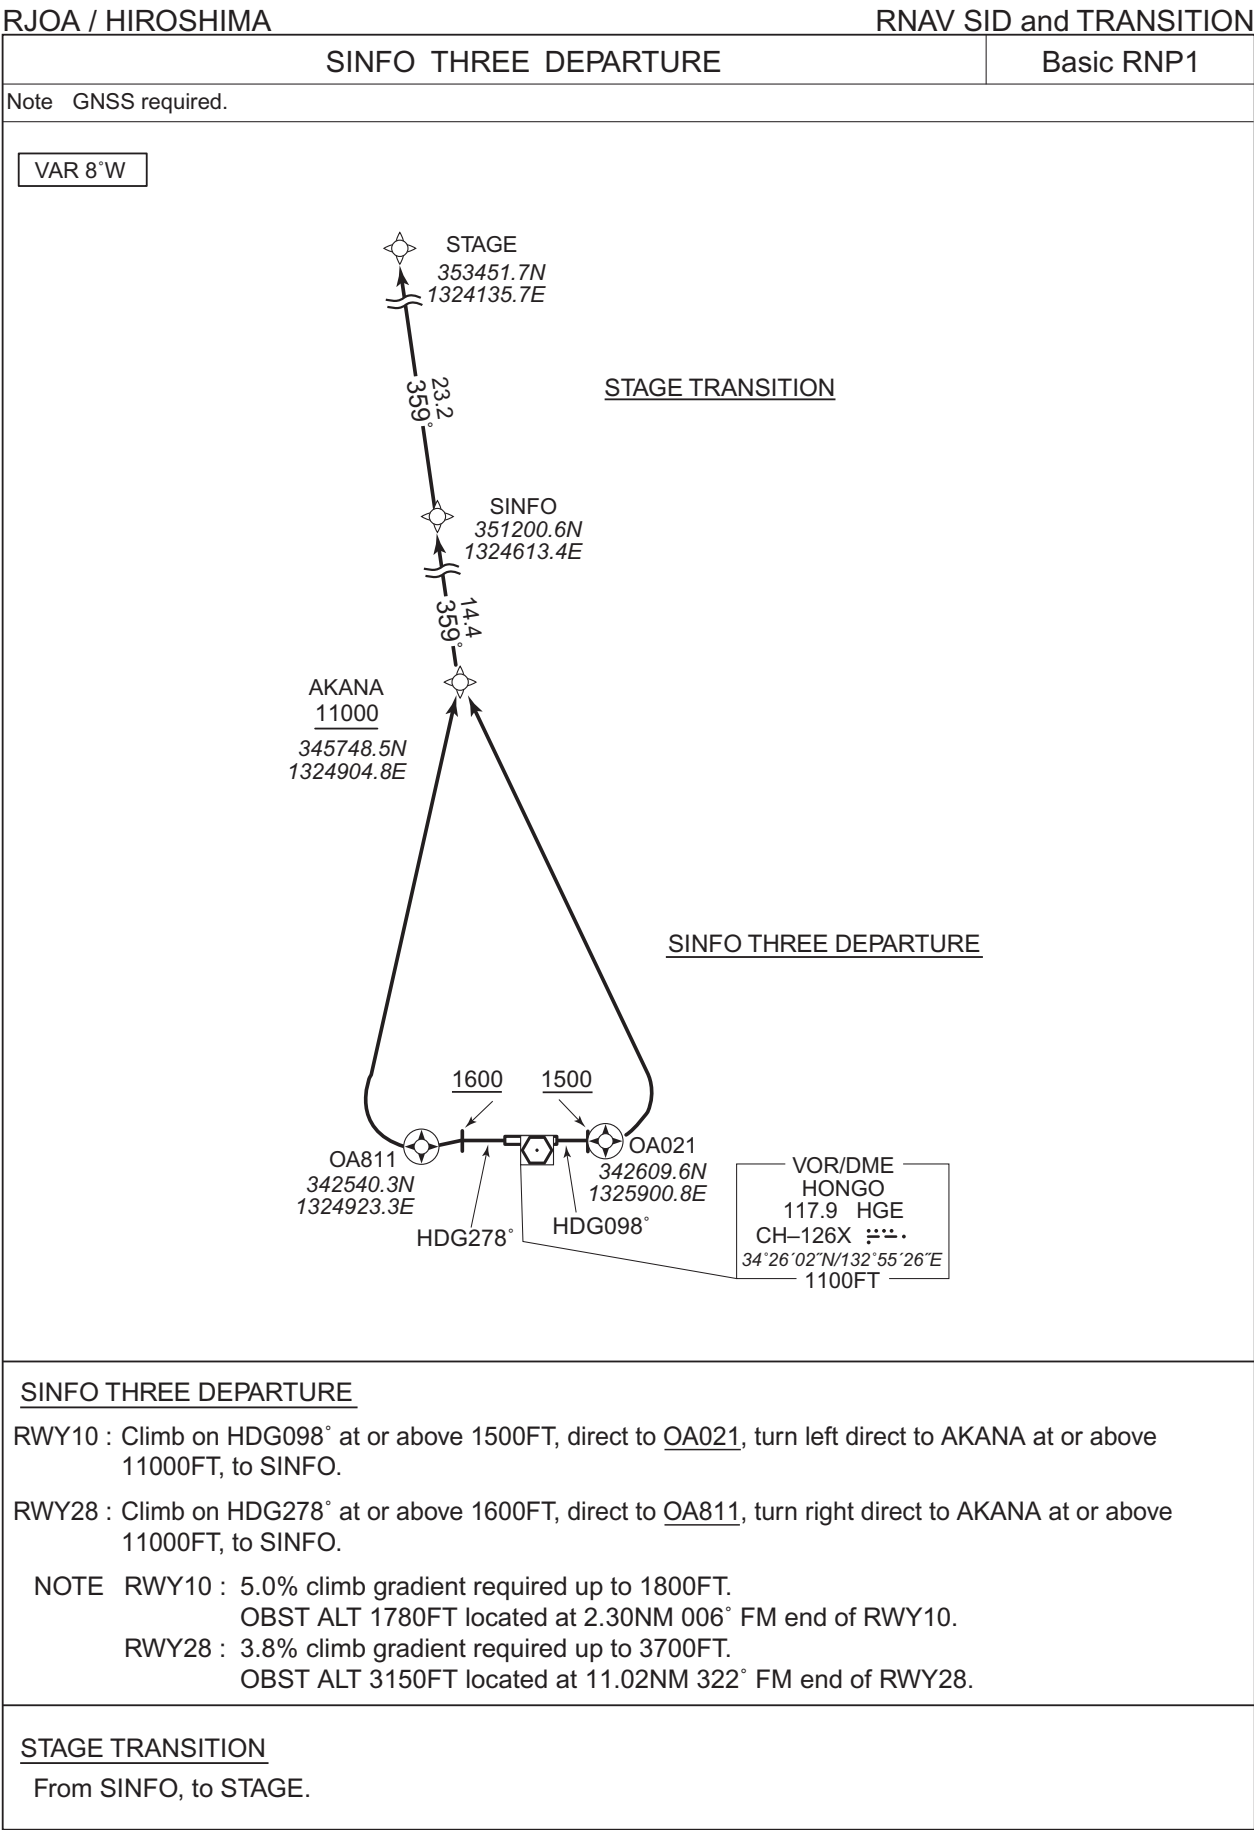 RJOA / HIROSHIMA
RNAV SID and TRANSITION
SINFO THREE DEPARTURE
Basic RNP1
Note GNSS required.
VAR 8˚W
STAGE
353451.7N
1324135.7E
23.2
359˚
STAGE TRANSITION
SINFO
351200.6N
1324613.4E
14.4
359˚
AKANA
11000
345748.5N
1324904.8E
SINFO THREE DEPARTURE
1600
1500
OA811
342540.3N
1324923.3E
OA021
342609.6N
1325900.8E
HDG278˚
HDG098˚
VOR/DME
HONGO
117.9 HGE
CH–126X
34˚26´02˝N/132˚55´26˝E
1100FT
SINFO THREE DEPARTURE
RWY10 : Climb on HDG098˚ at or above 1500FT, direct to OA021, turn left direct to AKANA at or above
11000FT, to SINFO.
RWY28 : Climb on HDG278˚ at or above 1600FT, direct to OA811, turn right direct to AKANA at or above
11000FT, to SINFO.
NOTE RWY10 : 5.0% climb gradient required up to 1800FT.
OBST ALT 1780FT located at 2.30NM 006˚ FM end of RWY10.
RWY28 : 3.8% climb gradient required up to 3700FT.
OBST ALT 3150FT located at 11.02NM 322˚ FM end of RWY28.
STAGE TRANSITION
From SINFO, to STAGE.